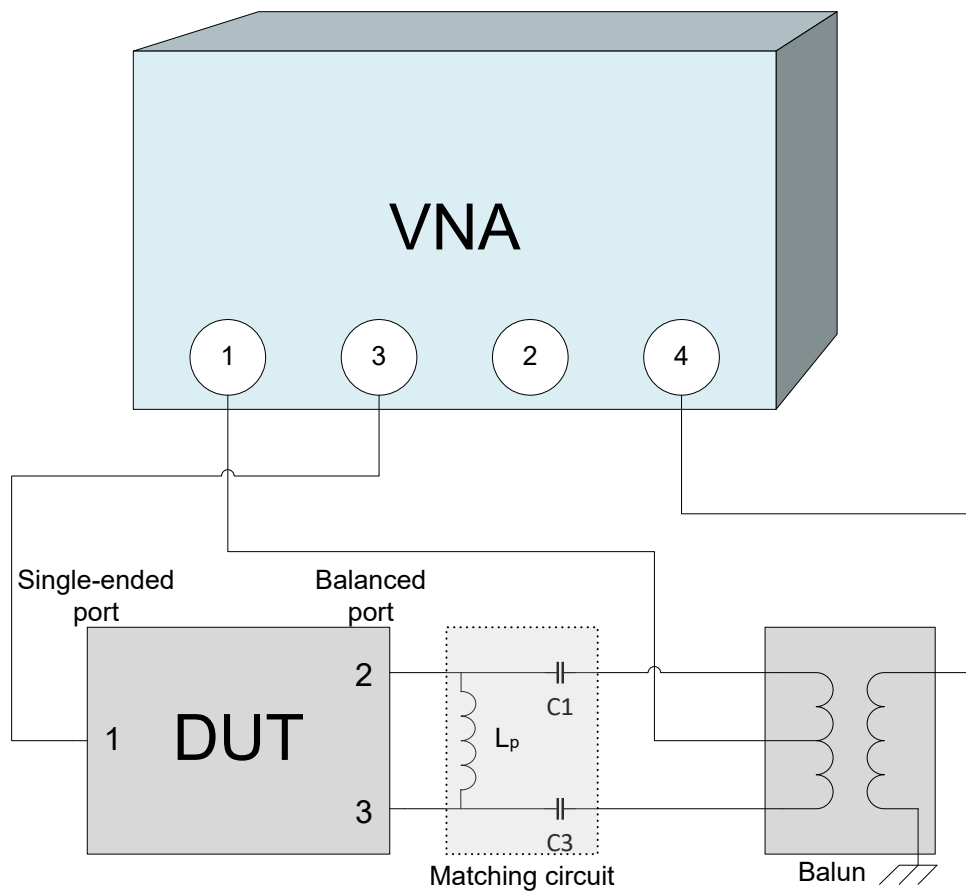 VNA
1
3
2
4
Single-ended
port
Balanced
port
1
DUT
2
3
C1
Lp
C3
Matching circuit
Balun